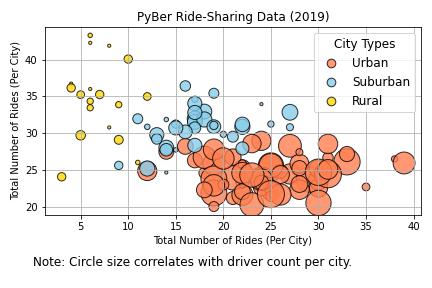 PyBer Ride-Sharing Data (2019)
Total Number of Rides (Per City)
40
35
30
25
20
City Types
Urban
Suburban
Rural
5
10
15
20
25
30
35
40
Total Number of Rides (Per City)
Note: Circle size correlates with driver count per city.